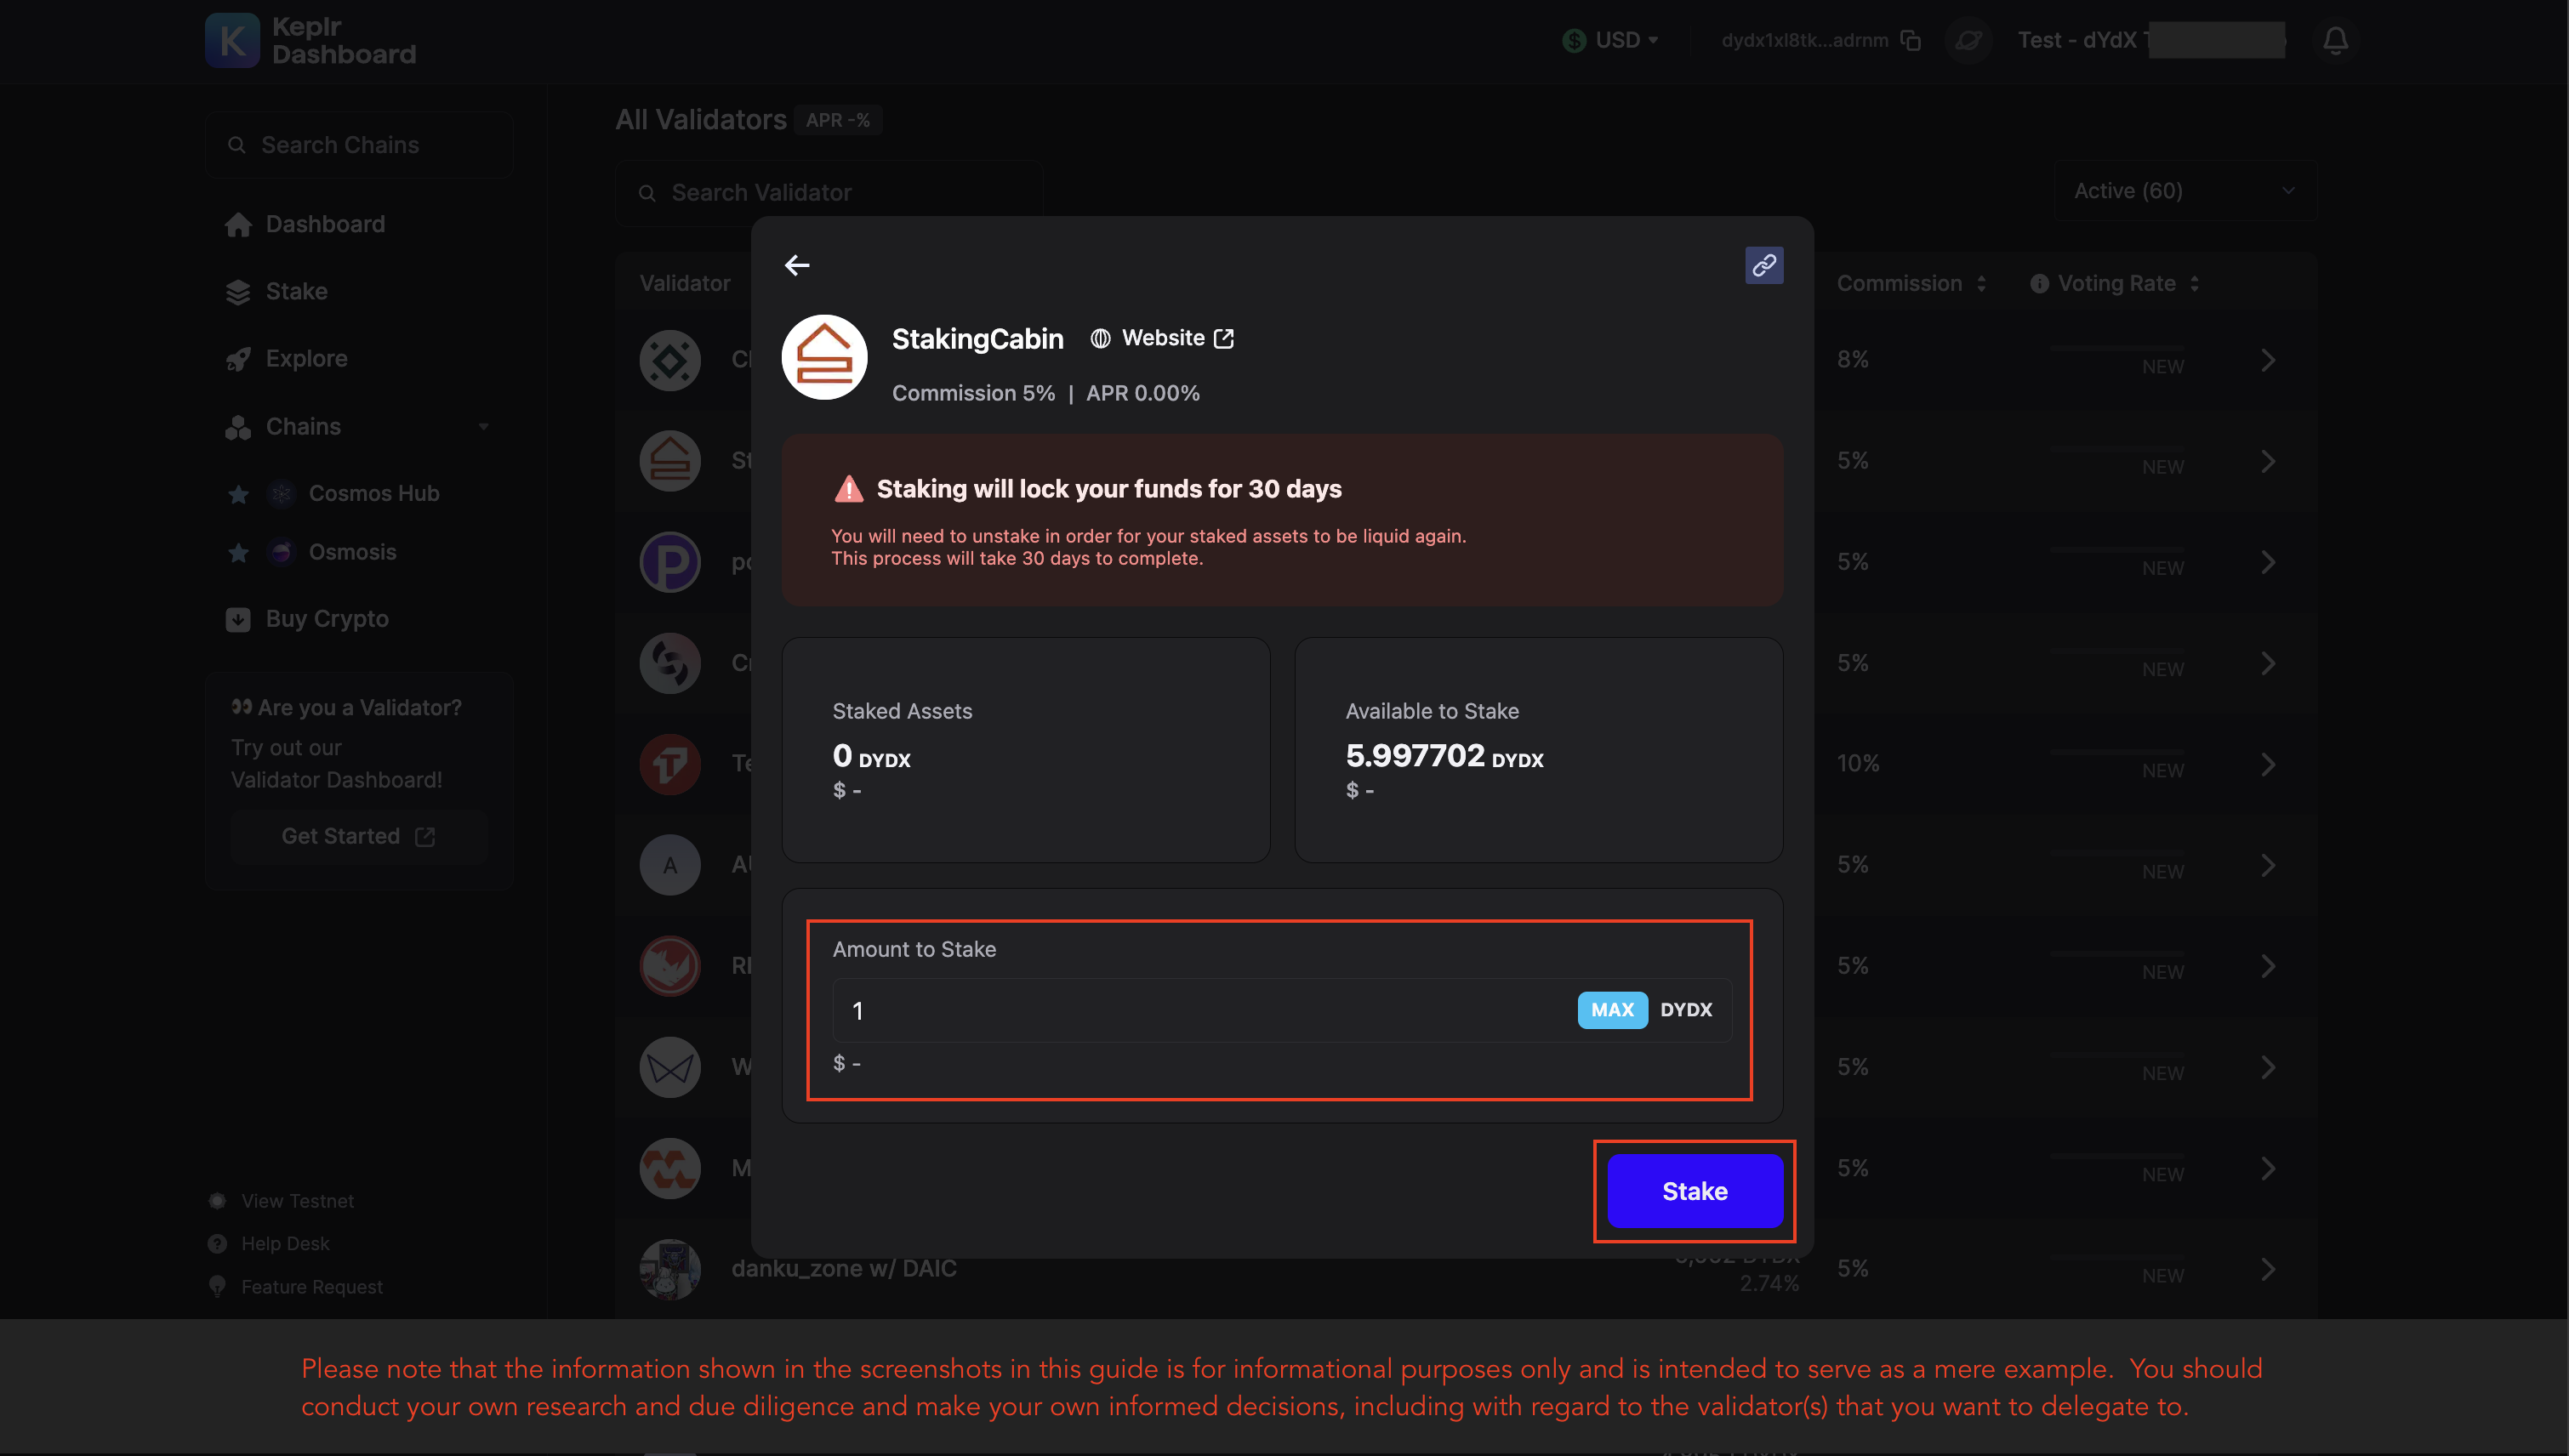 Keplr
Dashboard
USD
dydx1xl8tk...adrnm
Test - dYdX
Search Chains
Dashboard
Stake
Explore
Chains
Cosmos Hub
Osmosis
Buy Crypto
👀 Are you a Validator?
Try out our
Validator Dashboard!
Get Started
View Testnet
Help Desk
Feature Request
All Validators APR -%
Search Validator
Active (60)
Validator
Commission
Voting Rate
8%
NEW
5%
NEW
5%
NEW
5%
NEW
10%
NEW
A
5%
NEW
5%
NEW
5%
NEW
5%
NEW
danku_zone w/ DAIC
2.74%
5%
NEW
StakingCabin
Website
Commission 5% | APR 0.00%
Staking will lock your funds for 30 days
You will need to unstake in order for your staked assets to be liquid again.
This process will take 30 days to complete.
Staked Assets
0 DYDX
$ -
Available to Stake
5.997702 DYDX
$ -
Amount to Stake
1
MAX DYDX
$ -
Stake
Please note that the information shown in the screenshots in this guide is for informational purposes only and is intended to serve as a mere example. You should
conduct your own research and due diligence and make your own informed decisions, including with regard to the validator(s) that you want to delegate to.